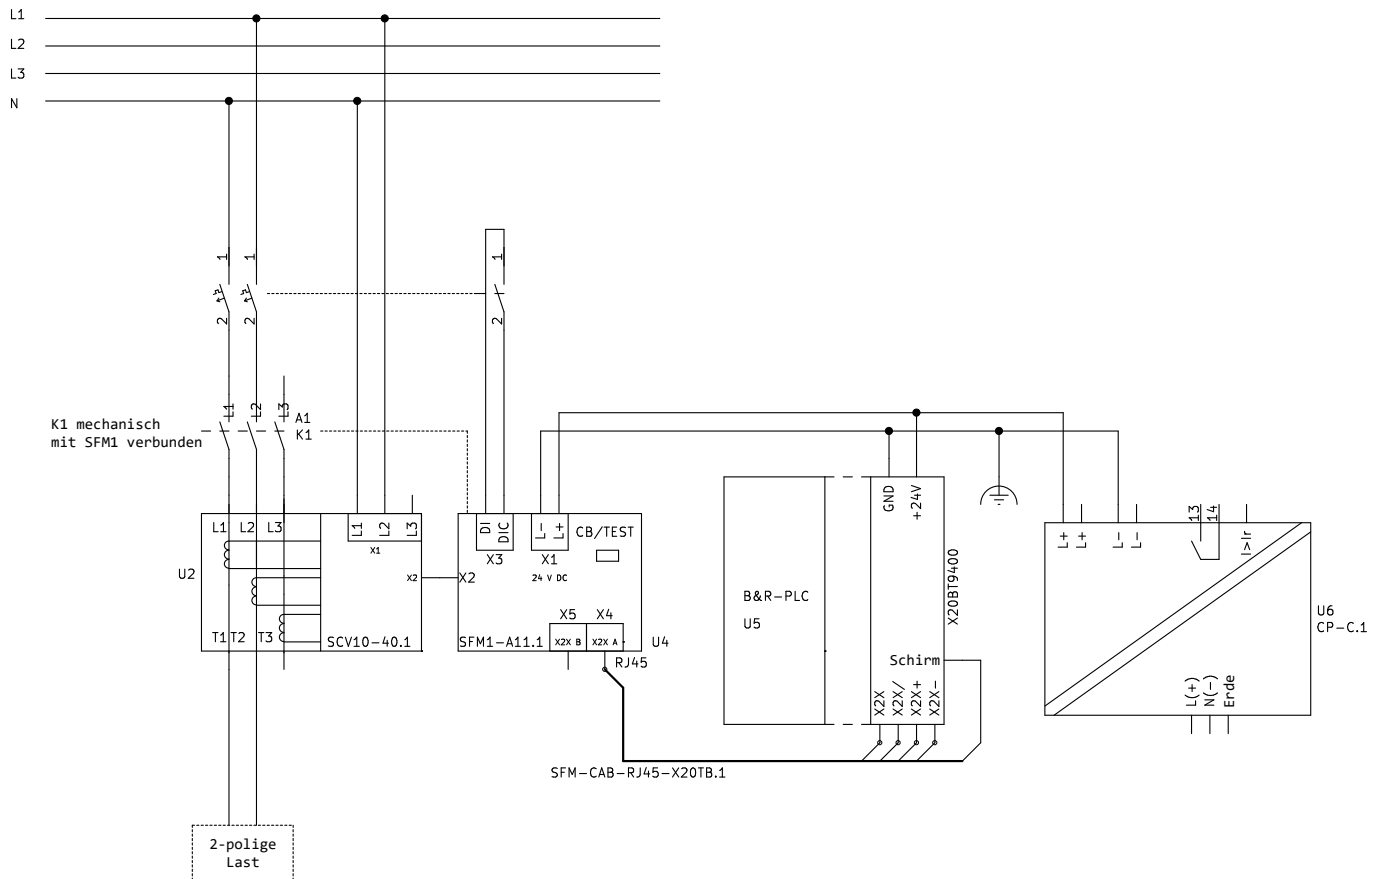 L1
L2
L3
N
1
1
1
2
2
2
L1
L2
L3
A1
K1
K1 mechanisch
mit SFM1 verbunden
L1
L2
L3
U2
T1
T2
T3
L1
L2
L3
X1
X2
SCV10-40.1
X2
DI
DIC
X3
L-
L+
X1
24 V DC
CB/TEST
X5
X4
X2X B
X2X A
SFM1-A11.1
U4
RJ45
SFM-CAB-RJ45-X20TB.1
B&R-PLC
U5
GND
+24V
X20BT9400
Schirm
X2X
X2X/
X2X+
X2X-
L+
L+
L-
L-
13
14
I>Ir
U6
CP-C.1
L(+)
N(-)
Erde
2-polige
Last